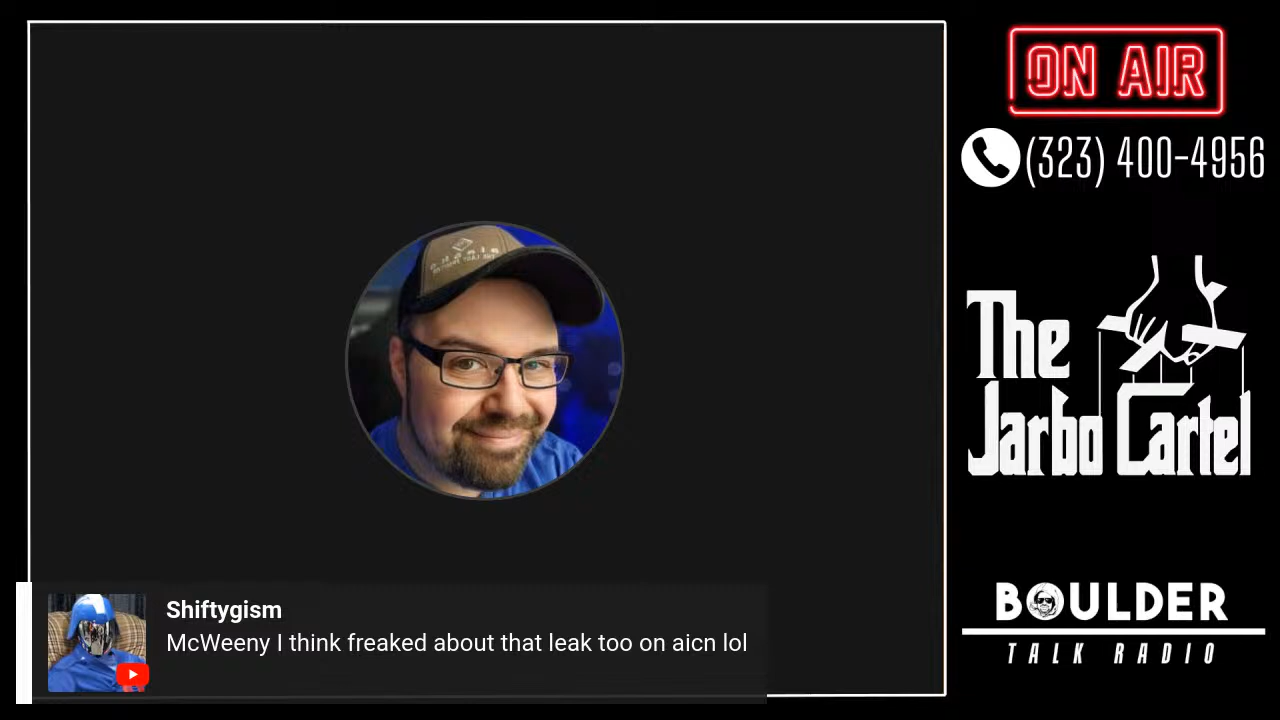 ON AIR
(323) 400-4956
The
Jarbo Cartel
BOULDER
TALK RADIO
Shiftygism
McWeeny I think freaked about that leak too on aicn lol